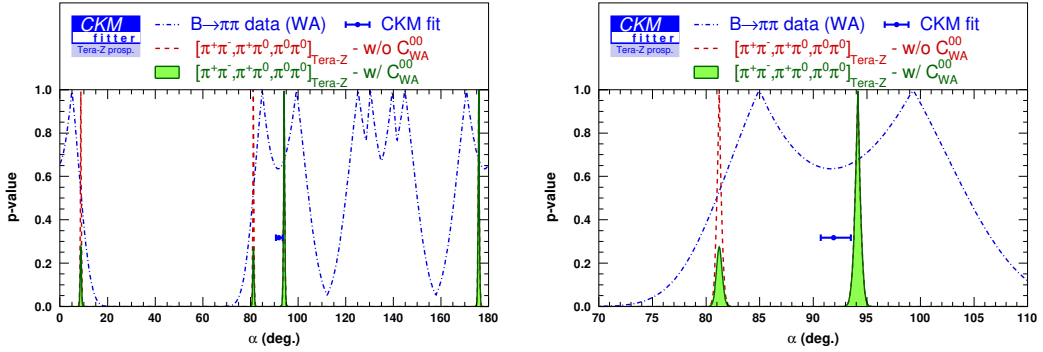 CKM
fitter
Tera-Z prosp.
B→ππ data (WA) CKM fit
[π⁺π⁻,π⁺π⁰,π⁰π⁰]Tera-Z - w/o C⁰⁰WA
[π⁺π⁻,π⁺π⁰,π⁰π⁰]Tera-Z - w/ C⁰⁰WA
1.0
0.8
0.6
0.4
0.2
0.0
p-value
0 20 40 60 80 100 120 140 160 180
α (deg.)
CKM
fitter
Tera-Z prosp.
B→ππ data (WA) CKM fit
[π⁺π⁻,π⁺π⁰,π⁰π⁰]Tera-Z - w/o C⁰⁰WA
[π⁺π⁻,π⁺π⁰,π⁰π⁰]Tera-Z - w/ C⁰⁰WA
1.0
0.8
0.6
0.4
0.2
0.0
p-value
70 75 80 85 90 95 100 105 110
α (deg.)